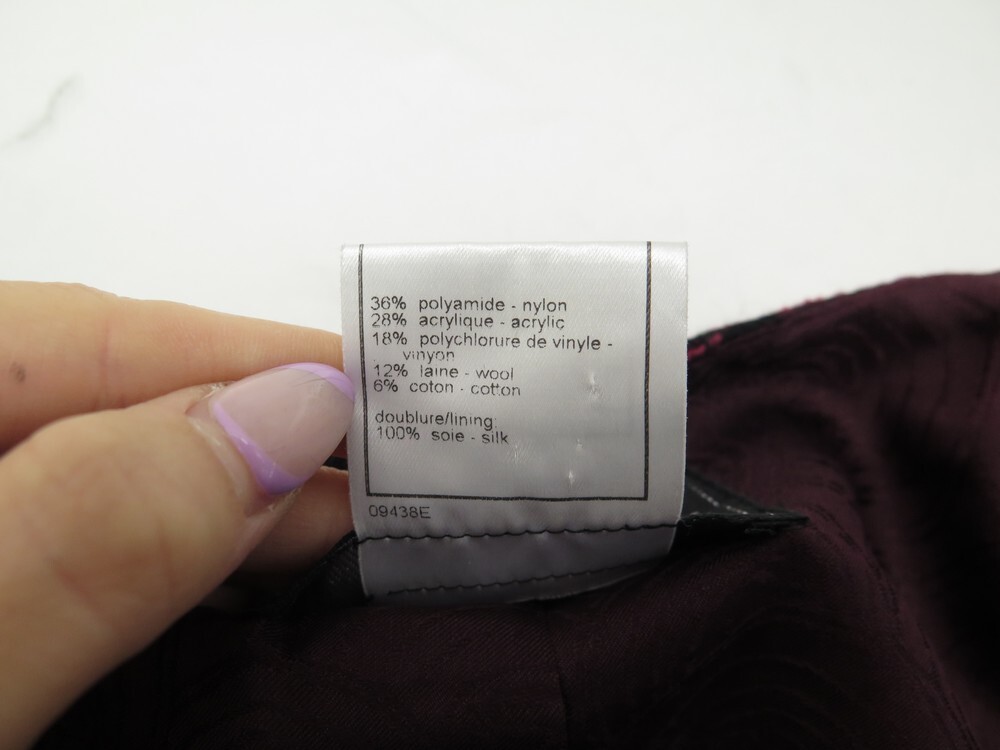 36% polyamide - nylon
28% acrylique - acrylic
18% polychlorure de vinyle -
vinyon
12% laine - wool
6% coton - cotton
doublure/lining:
100% soie - silk
09438E